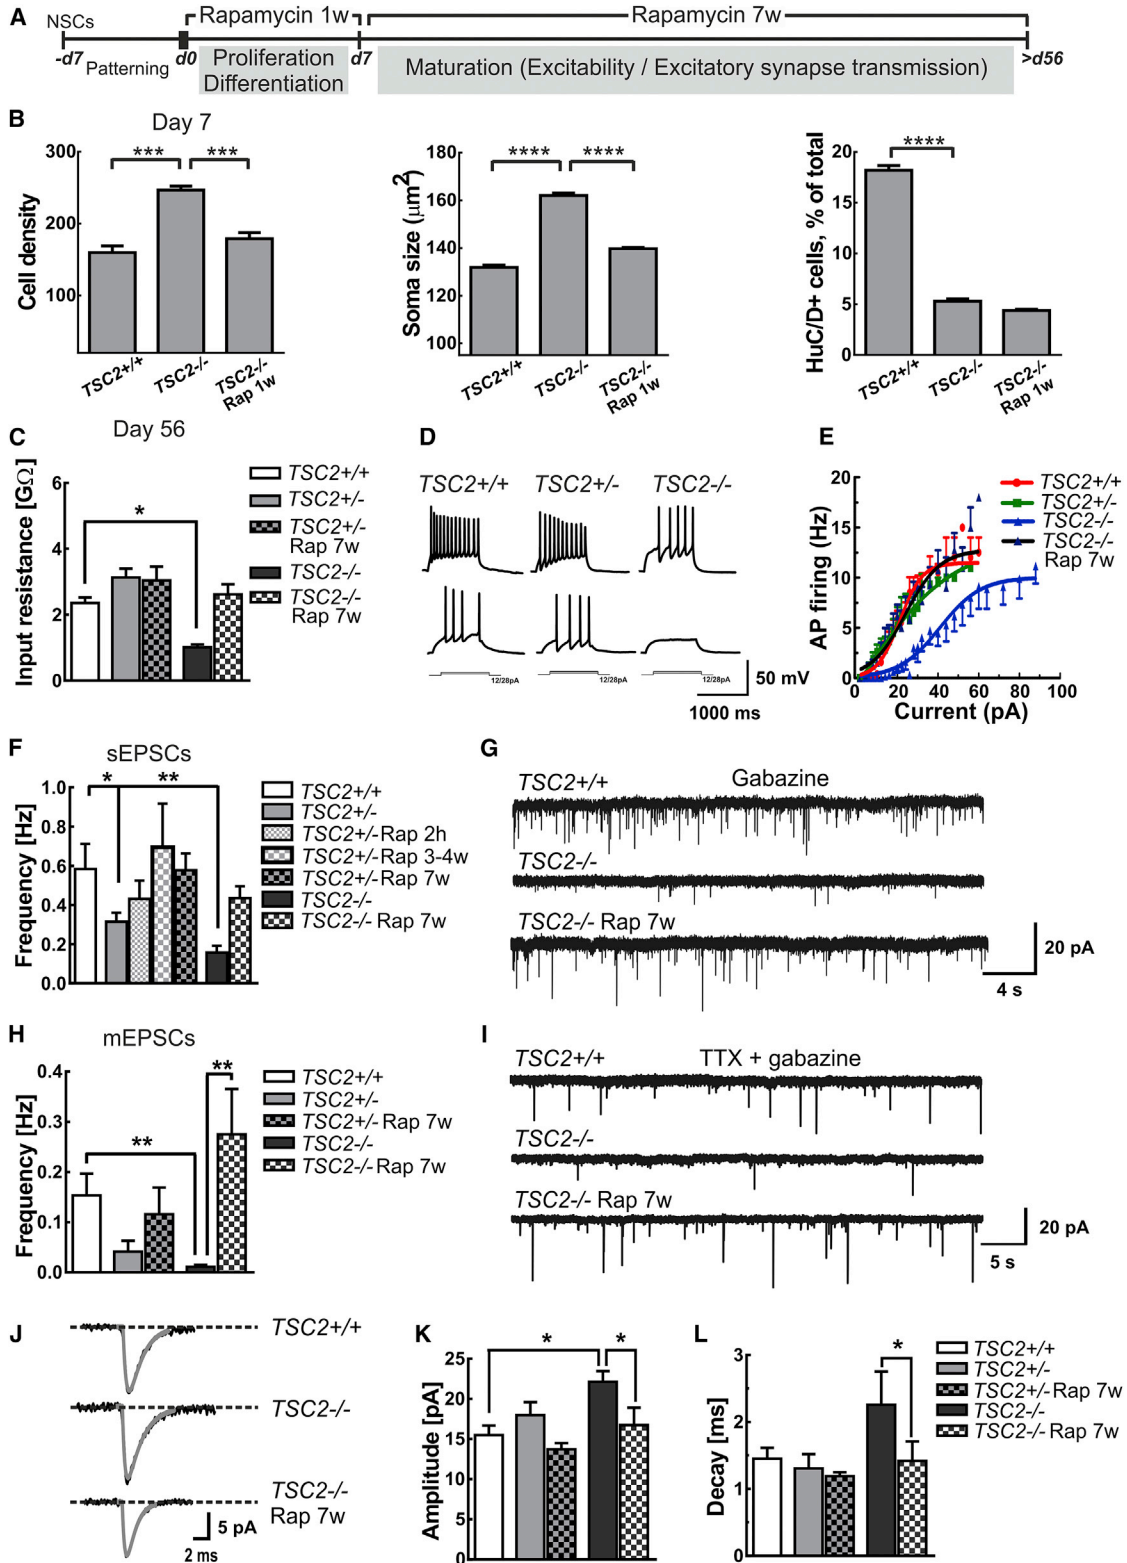 A
NSCs
Rapamycin 1w
Rapamycin 7w
-d7
Patterning
d0
Proliferation
Differentiation
d7
Maturation (Excitability / Excitatory synapse transmission)
>d56
B
Day 7
***
***
300
200
100
Cell density
TSC2+/+
TSC2-/-
TSC2-/-
Rap 1w
****
****
180
160
140
120
100
Soma size (μm2)
TSC2+/+
TSC2-/-
TSC2-/-
Rap 1w
****
20
15
10
5
0
HuC/D+ cells, % of total
TSC2+/+
TSC2-/-
TSC2-/-
Rap 1w
C
Day 56
6
4
2
0
Input resistance [GΩ]
*
TSC2+/+
TSC2+/-
TSC2+/-
Rap 7w
TSC2-/-
TSC2-/-
Rap 7w
D
TSC2+/+
TSC2+/-
TSC2-/-
12/28pA
12/28pA
12/28pA
50 mV
1000 ms
E
20
15
10
5
0
AP firing (Hz)
0
20
40
60
80
100
Current (pA)
TSC2+/+
TSC2+/-
TSC2-/-
TSC2-/-
Rap 7w
F
sEPSCs
*
**
1.0
0.8
0.6
0.4
0.2
0.0
Frequency [Hz]
TSC2+/+
TSC2+/-
TSC2+/-Rap 2h
TSC2+/-Rap 3-4w
TSC2+/-Rap 7w
TSC2-/-
TSC2-/- Rap 7w
G
TSC2+/+
Gabazine
TSC2-/-
TSC2-/- Rap 7w
20 pA
4 s
H
mEPSCs
**
**
0.4
0.3
0.2
0.1
0.0
Frequency [Hz]
TSC2+/+
TSC2+/-
TSC2+/- Rap 7w
TSC2-/-
TSC2-/- Rap 7w
I
TSC2+/+
TTX + gabazine
TSC2-/-
TSC2-/- Rap 7w
20 pA
5 s
J
TSC2+/+
TSC2-/-
TSC2-/-
Rap 7w
5 pA
2 ms
K
*
*
25
20
15
10
5
0
Amplitude [pA]
L
*
3
2
1
0
Decay [ms]
TSC2+/+
TSC2+/-
TSC2+/- Rap 7w
TSC2-/-
TSC2-/- Rap 7w